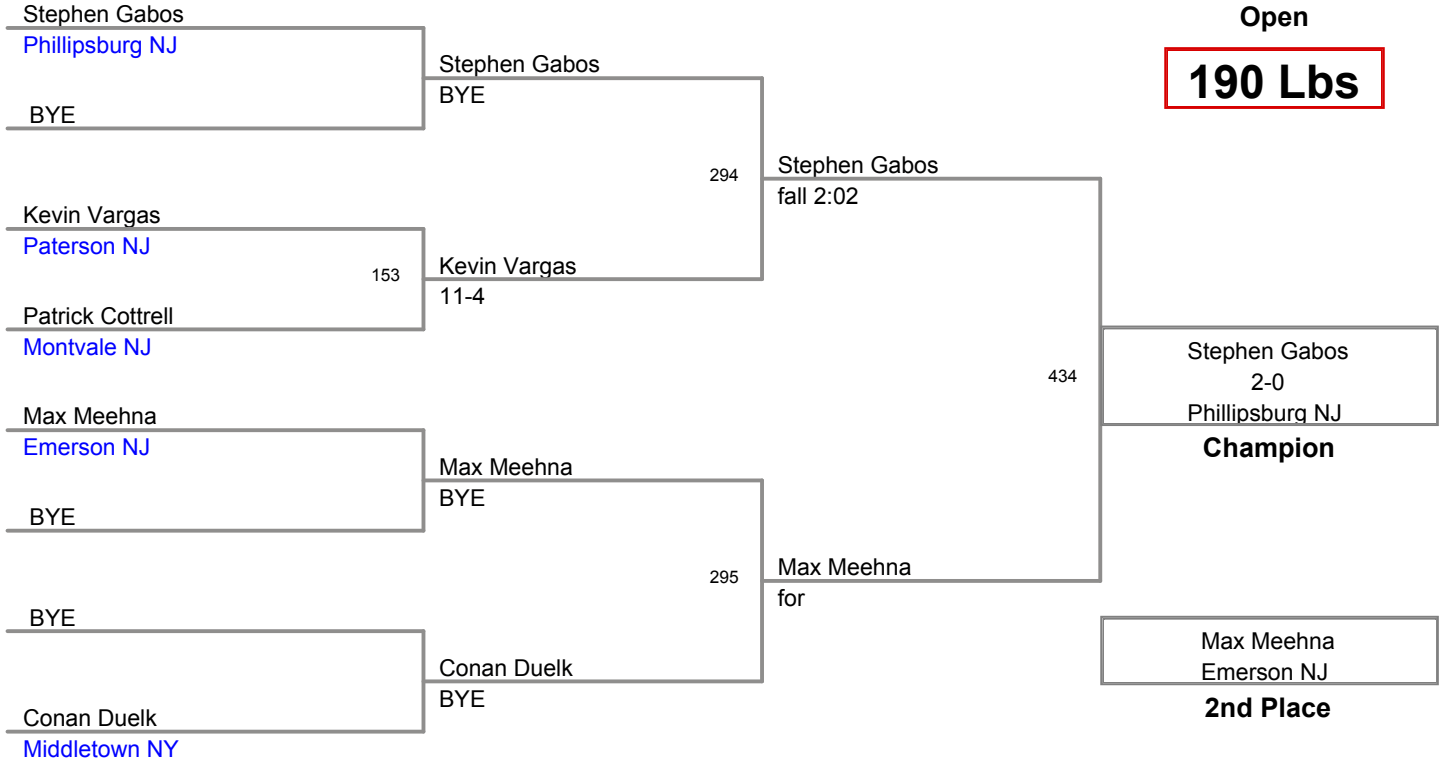 Stephen Gabos
Phillipsburg NJ
BYE
Kevin Vargas
Paterson NJ
Patrick Cottrell
Montvale NJ
Max Meehna
Emerson NJ
BYE
BYE
Conan Duelk
Middletown NY
153
Stephen Gabos
BYE
Kevin Vargas
11-4
Max Meehna
BYE
Conan Duelk
BYE
294
295
Stephen Gabos
fall 2:02
Max Meehna
for
434
Open
190 Lbs
Stephen Gabos
2-0
Phillipsburg NJ
Champion
Max Meehna
Emerson NJ
2nd Place